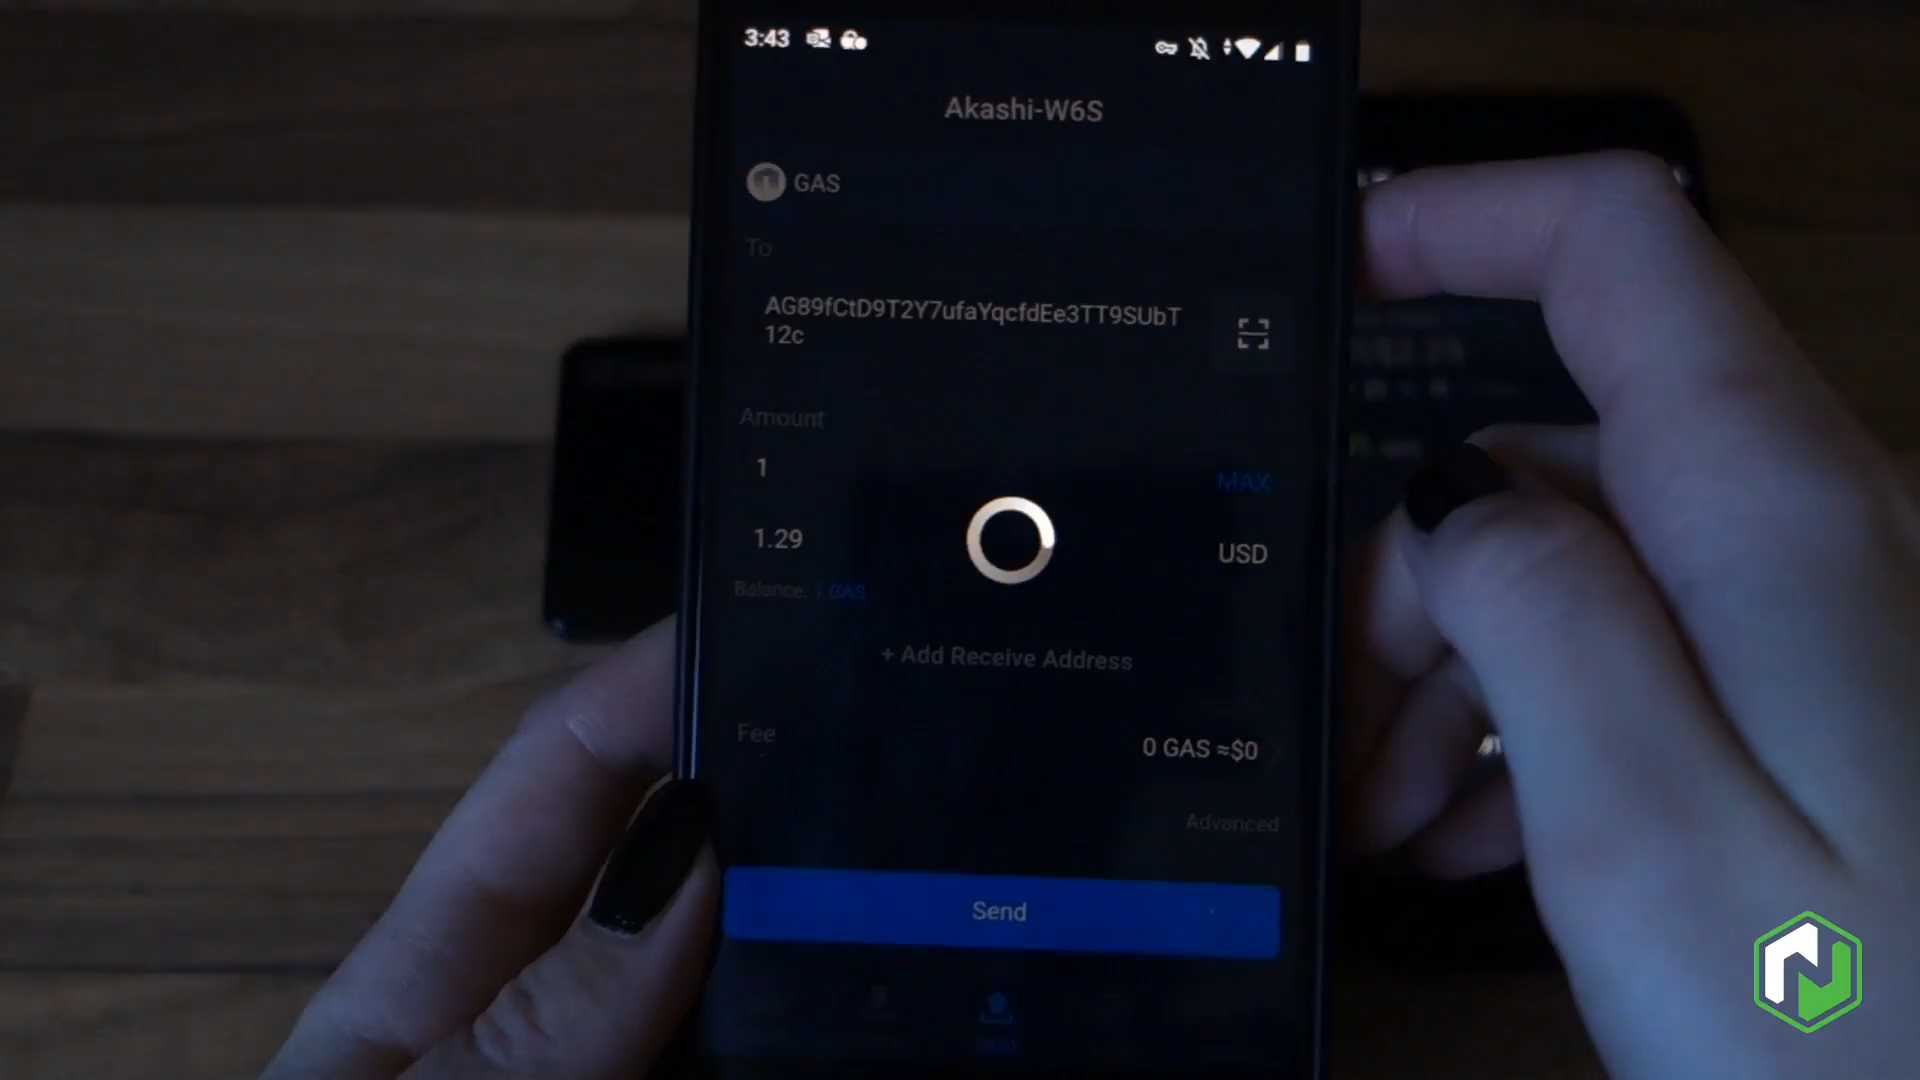 3:43
Akashi-W6S
GAS
To
AG89fCtD9T2Y7ufaYqcfdEe3TT9SUbT
12c
Amount
1
MAX
1.29
USD
Balance: 1 GAS
+ Add Receive Address
Fee
0 GAS ≈$0
Advanced
Send